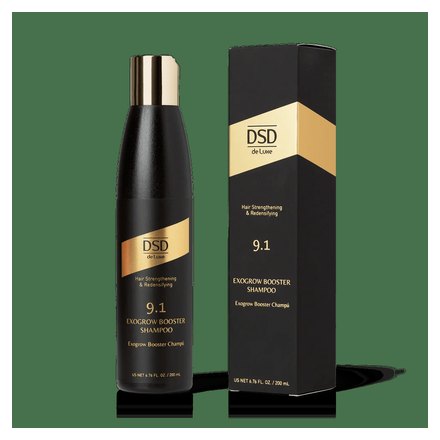 DSD
de Luxe
Hair Strengthening
& Redensifying
9.1
EXOGROW BOOSTER
SHAMPOO
Exogrow Booster Champú
US NET 6.76 FL. OZ. / 200 mL
DSD
de Luxe
Hair Strengthening
& Redensifying
9.1
EXOGROW BOOSTER
SHAMPOO
Exogrow Booster Champú
US NET 6.76 FL. OZ. / 200 mL